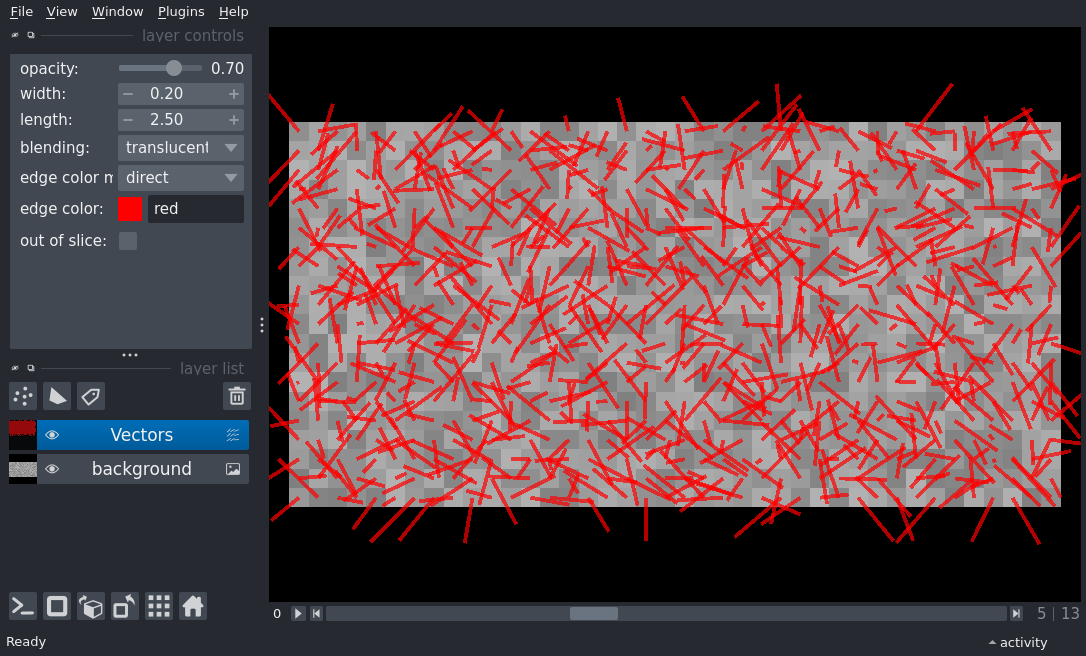 File View Window Plugins Help
layer controls
opacity: 0.70
width: − 0.20 +
length: − 2.50 +
blending: translucent
edge color m direct
edge color: red
out of slice:
layer list
Vectors
background
0 5 | 13
Ready activity